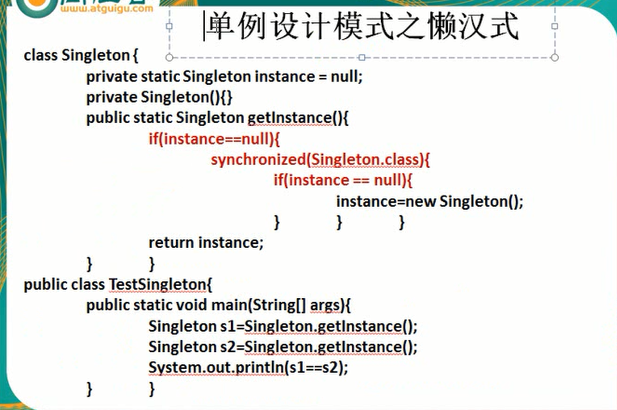 www.atguigu.com
单例设计模式之懒汉式
class Singleton {
private static Singleton instance = null;
private Singleton(){}
public static Singleton getInstance(){
if(instance==null){
synchronized(Singleton.class){
if(instance == null){
instance=new Singleton();
} } }
return instance;
} }
public class TestSingleton{
public static void main(String[] args){
Singleton s1=Singleton.getInstance();
Singleton s2=Singleton.getInstance();
System.out.println(s1==s2);
} }